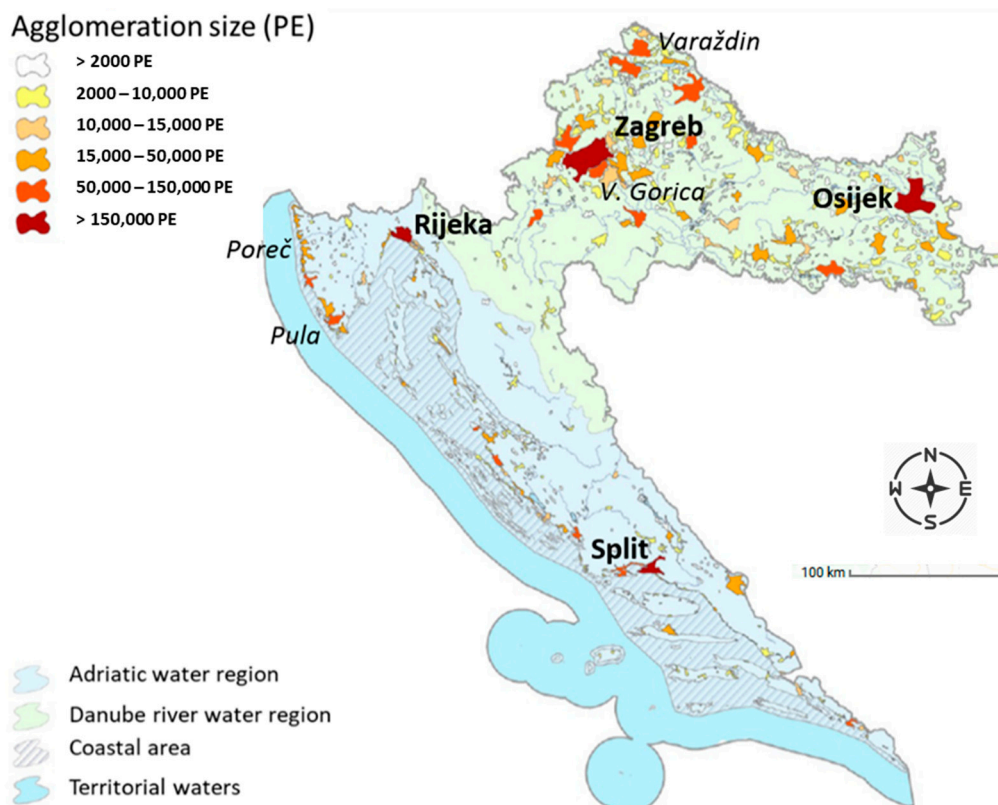 Agglomeration size (PE)
> 2000 PE
2000 – 10,000 PE
10,000 – 15,000 PE
15,000 – 50,000 PE
50,000 – 150,000 PE
> 150,000 PE
Varaždin
Zagreb
V. Gorica
Osijek
Rijeka
Poreč
Pula
N
W E
S
Split
100 km
Adriatic water region
Danube river water region
Coastal area
Territorial waters